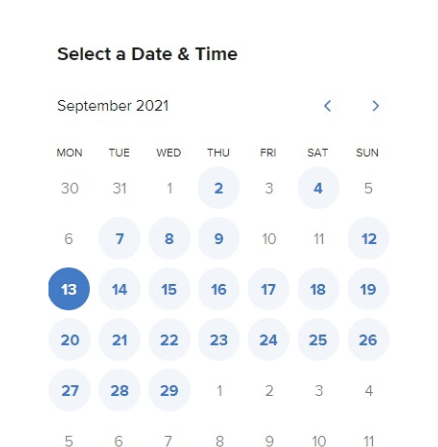 Select a Date & Time
September 2021
MON TUE WED THU FRI SAT SUN
30 31 1 2 3 4 5
6 7 8 9 10 11 12
13 14 15 16 17 18 19
20 21 22 23 24 25 26
27 28 29 1 2 3 4
5 6 7 8 9 10 11